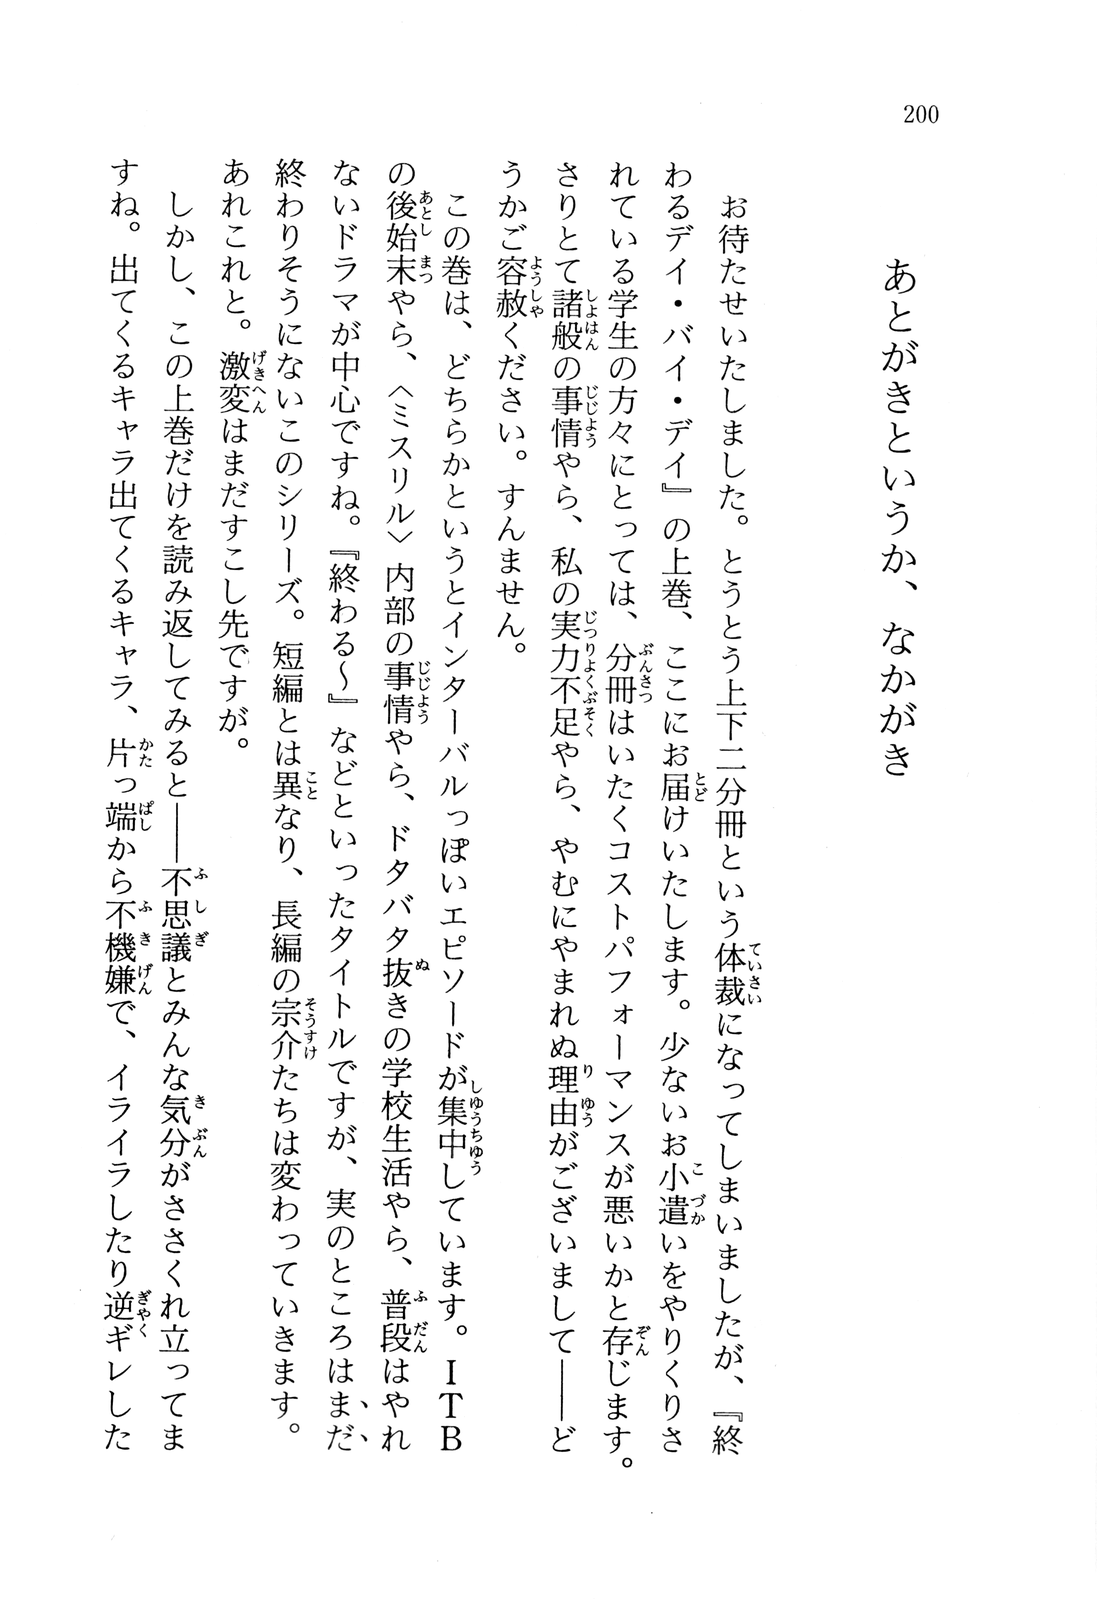 200
あとがきというか、なかがき
お待たせいたしました。とうとう上下二分冊という体裁になってしまいましたが、『終
わるデイ・バイ・デイ』の上巻、ここにお届けいたします。少ないお小遣いをやりくりさ
れている学生の方々にとっては、分冊はいたくコストパフォーマンスが悪いかと存じます。
さりとて諸般の事情やら、私の実力不足やら、やむにやまれぬ理由がございまして――ど
うかご容赦ください。すんません。
この巻は、どちらかというとインターバルっぽいエピソードが集中しています。ＩＴＢ
の後始末やら、〈ミスリル〉内部の事情やら、ドタバタ抜きの学校生活やら、普段はやれ
ないドラマが中心ですね。『終わる～』などといったタイトルですが、実のところはまだ
終わりそうにないこのシリーズ。短編とは異なり、長編の宗介たちは変わっていきます。
あれこれと。激変はまだすこし先ですが。
しかし、この上巻だけを読み返してみると――不思議とみんな気分がささくれ立ってま
すね。出てくるキャラ出てくるキャラ、片っ端から不機嫌で、イライラしたり逆ギレした